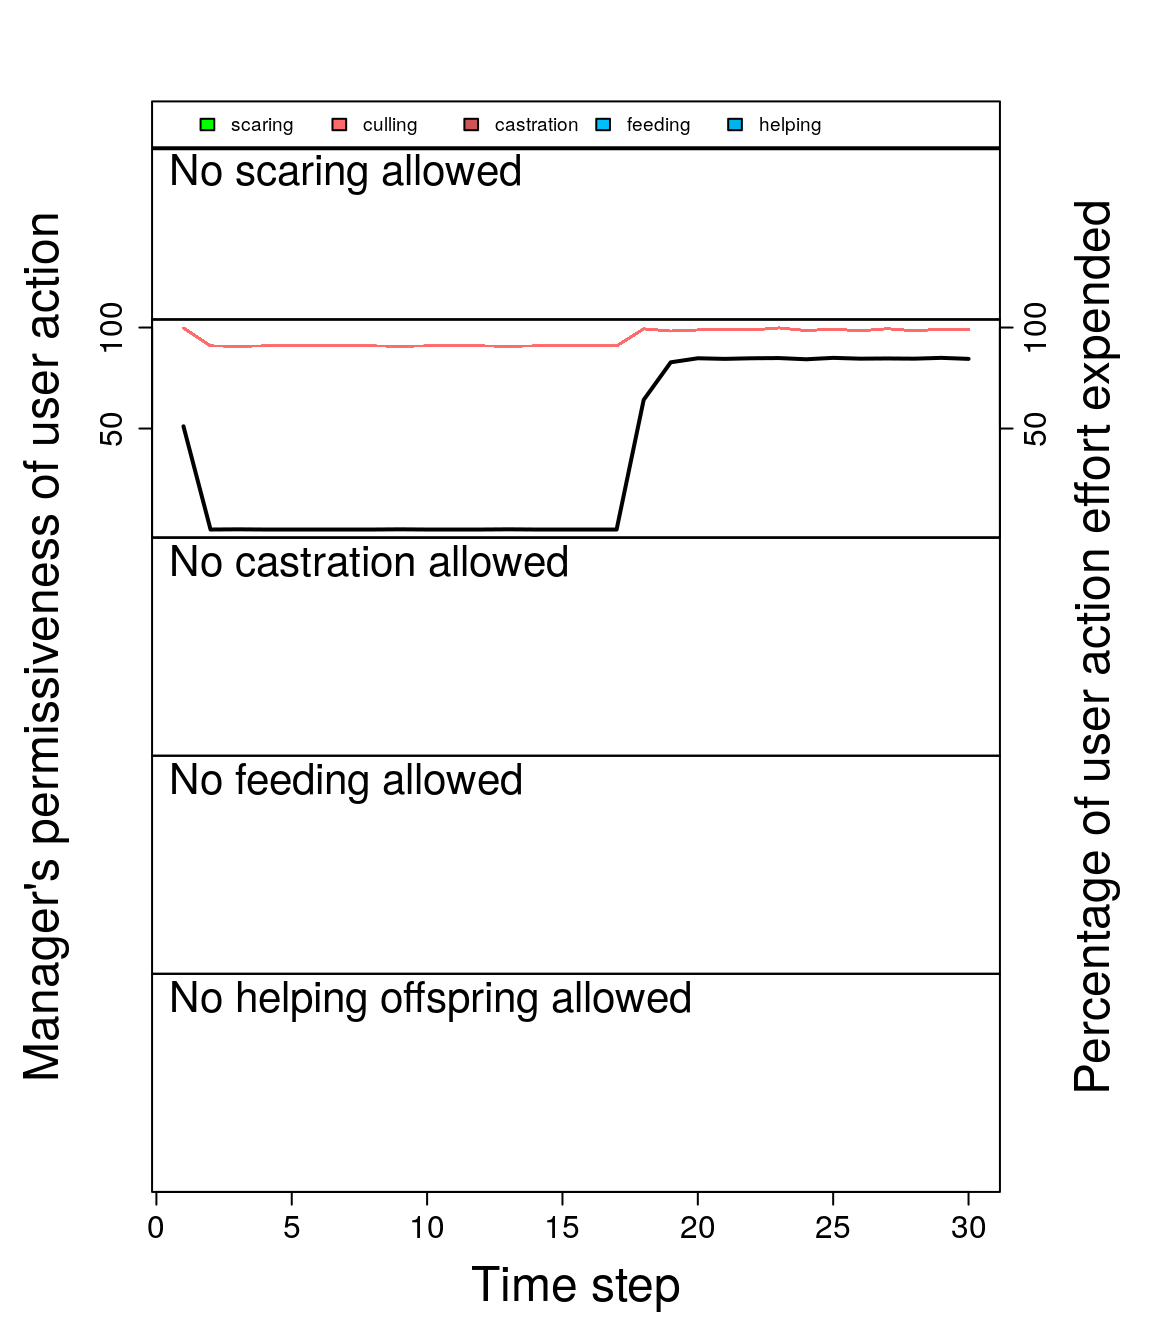 scaring culling castration feeding helping
No scaring allowed
Manager's permissiveness of user action
50 100
50 100
Percentage of user action effort expended
No castration allowed
No feeding allowed
No helping offspring allowed
0 5 10 15 20 25 30
Time step